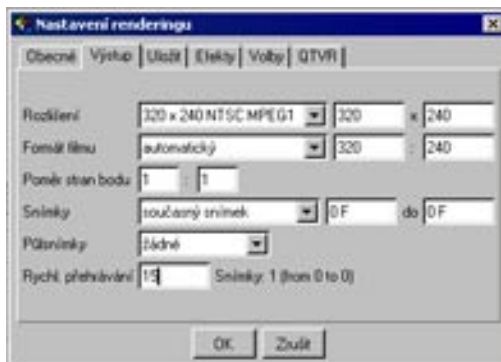 Nastavení renderingu
Obecné Výstup Uložit Efekty Volby QTVR
Rozlišení 320 x 240 NTSC MPEG1 320 x 240
Formát filmu automatický 320 : 240
Poměr stran bodu 1 : 1
Snímky současný snímek 0 F do 0 F
Půlsnímky žádné
Rychl. přehrávání 15 Snímky: 1 (from 0 to 0)
OK Zrušit